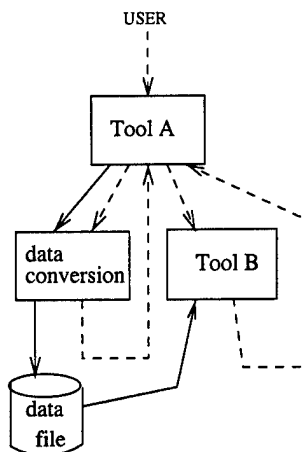 USER
Tool A
data
conversion
Tool B
data
file